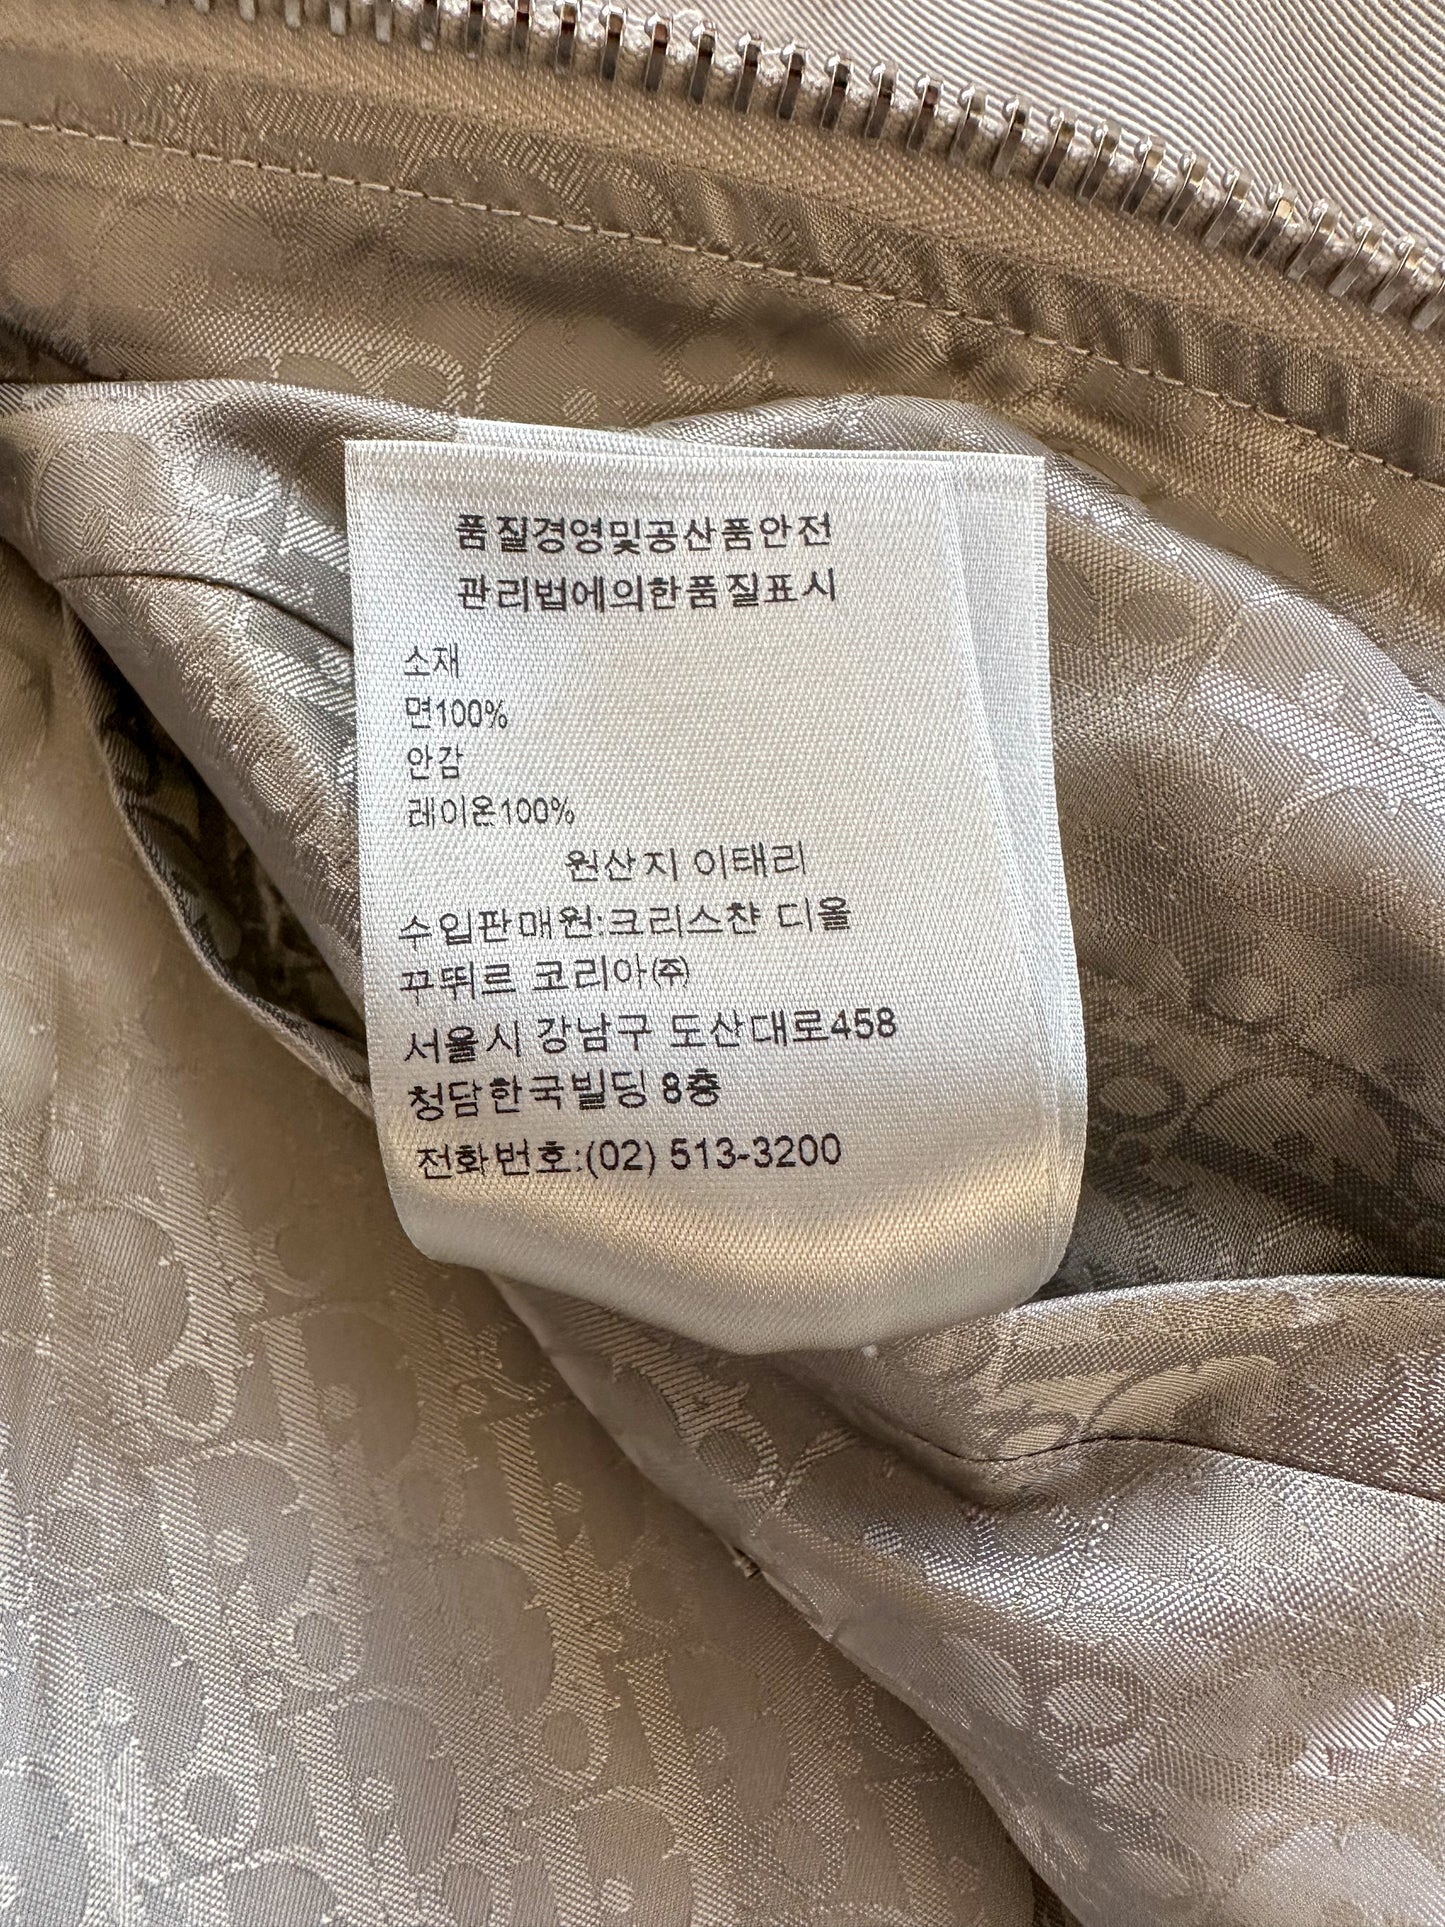 품질경영및공산품안전
관리법에의한품질표시
소재
면100%
안감
레이온100%
원산지 이태리
수입판매원:크리스챤 디올
꾸뛰르 코리아㈜
서울시 강남구 도산대로458
청담한국빌딩 8층
전화번호:(02) 513-3200